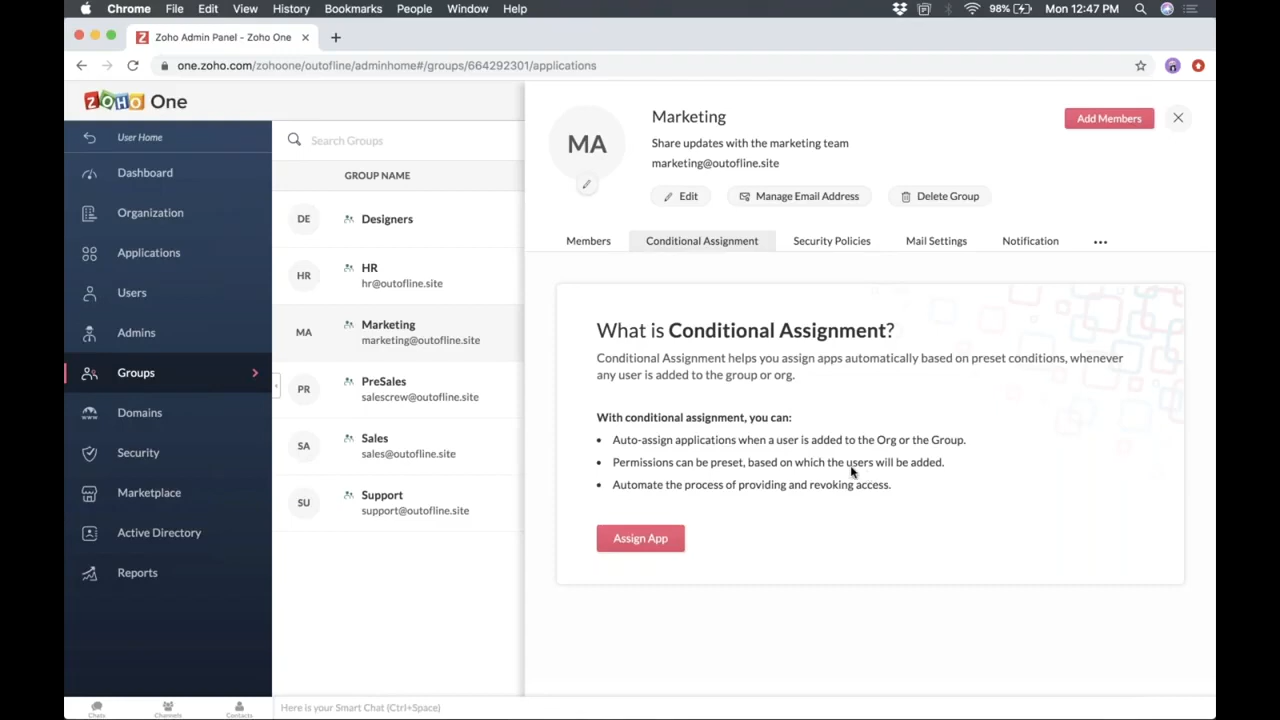 Chrome File Edit View History Bookmarks People Window Help 98% Mon 12:47 PM
Zoho Admin Panel - Zoho One
one.zoho.com/zohoone/outofline/adminhome#/groups/664292301/applications
ZOHO One
User Home
Dashboard
Organization
Applications
Users
Admins
Groups
Domains
Security
Marketplace
Active Directory
Reports
Chats Channels Contacts
Search Groups
GROUP NAME
DE Designers
HR HR
hr@outofline.site
MA Marketing
marketing@outofline.site
PR PreSales
salescrew@outofline.site
SA Sales
sales@outofline.site
SU Support
support@outofline.site
MA
Marketing
Share updates with the marketing team
marketing@outofline.site
Add Members
Edit Manage Email Address Delete Group
Members Conditional Assignment Security Policies Mail Settings Notification
What is Conditional Assignment?
Conditional Assignment helps you assign apps automatically based on preset conditions, whenever
any user is added to the group or org.
With conditional assignment, you can:
• Auto-assign applications when a user is added to the Org or the Group.
• Permissions can be preset, based on which the users will be added.
• Automate the process of providing and revoking access.
Assign App
Here is your Smart Chat (Ctrl+Space)